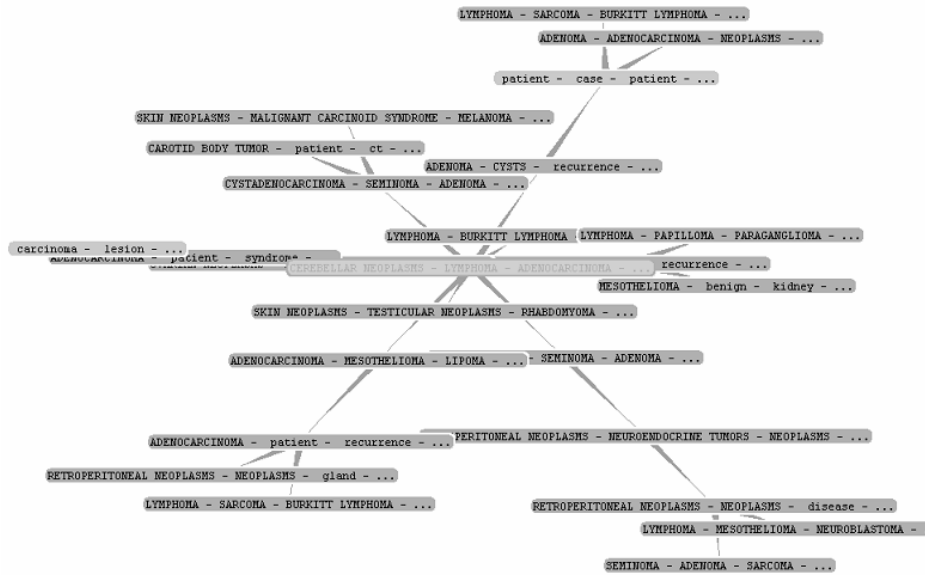 LYMPHOMA - SARCOMA - BURKITT LYMPHOMA - ...
ADENOMA - ADENOCARCINOMA - NEOPLASMS - ...
patient - case - patient - ...
SKIN NEOPLASMS - MALIGNANT CARCINOID SYNDROME - MELANOMA - ...
CAROTID BODY TUMOR - patient - ct - ...
ADENOMA - CYSTS - recurrence - ...
CYSTADENOCARCINOMA - SEMINOMA - ADENOMA - ...
LYMPHOMA - BURKITT LYMPHOMA
LYMPHOMA - PAPILLOMA - PARAGANGLIOMA - ...
carcinoma - lesion - ...
ADENOCARCINOMA - patient - syndrome - ...
CEREBELLAR NEOPLASMS - LYMPHOMA - ADENOCARCINOMA - ...
recurrence - ...
MESOTHELIOMA - benign - kidney - ...
SKIN NEOPLASMS - TESTICULAR NEOPLASMS - RHABDOMYOMA - ...
ADENOCARCINOMA - MESOTHELIOMA - LIPOMA - ...
- SEMINOMA - ADENOMA - ...
ADENOCARCINOMA - patient - recurrence - ...
PERITONEAL NEOPLASMS - NEUROENDOCRINE TUMORS - NEOPLASMS - ...
RETROPERITONEAL NEOPLASMS - NEOPLASMS - gland - ...
LYMPHOMA - SARCOMA - BURKITT LYMPHOMA - ...
RETROPERITONEAL NEOPLASMS - NEOPLASMS - disease - ...
LYMPHOMA - MESOTHELIOMA - NEUROBLASTOMA -
SEMINOMA - ADENOMA - SARCOMA - ...